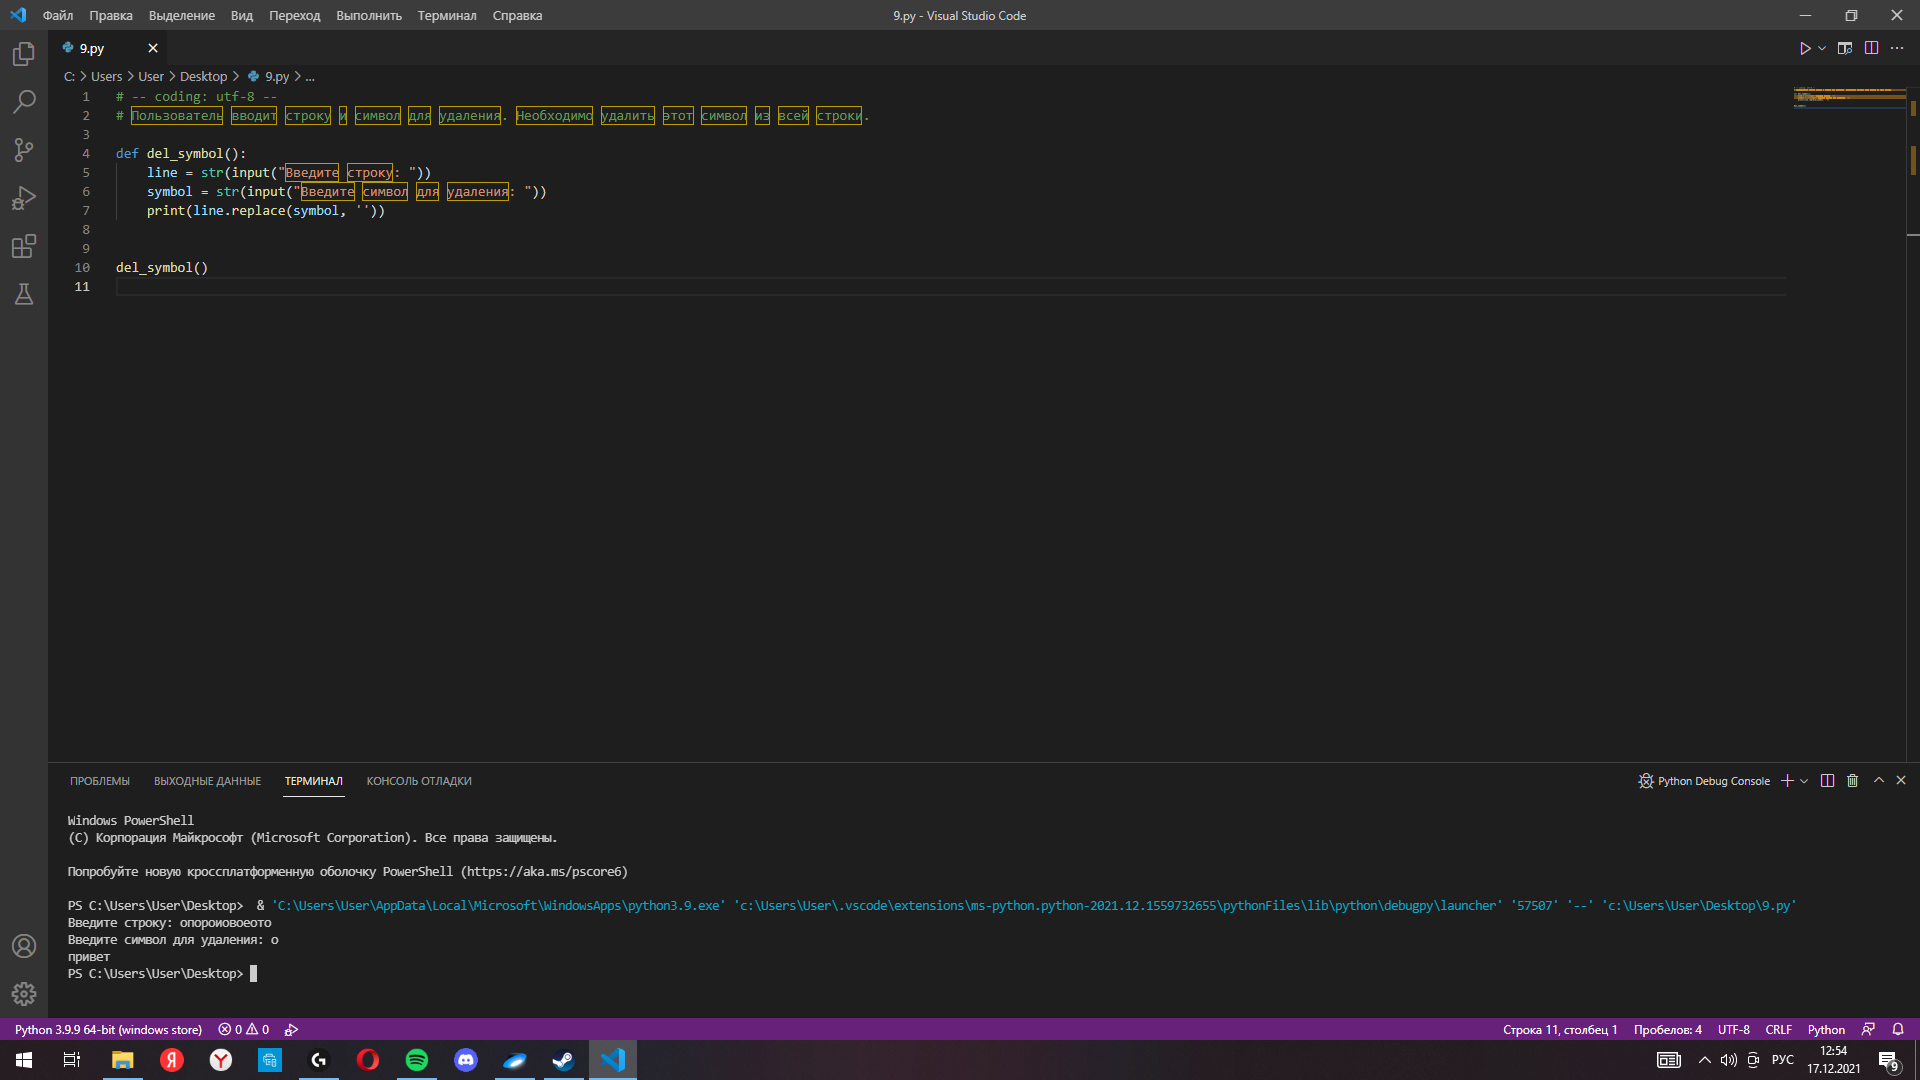 Файл Правка Выделение Вид Переход Выполнить Терминал Справка 9.py - Visual Studio Code
9.py
C: > Users > User > Desktop > 9.py > ...
1 # -- coding: utf-8 --
2 # Пользователь вводит строку и символ для удаления. Необходимо удалить этот символ из всей строки.
3
4 def del_symbol():
5 line = str(input("Введите строку: "))
6 symbol = str(input("Введите символ для удаления: "))
7 print(line.replace(symbol, ''))
8
9
10 del_symbol()
11
ПРОБЛЕМЫ ВЫХОДНЫЕ ДАННЫЕ ТЕРМИНАЛ КОНСОЛЬ ОТЛАДКИ Python Debug Console
Windows PowerShell
(C) Корпорация Майкрософт (Microsoft Corporation). Все права защищены.
Попробуйте новую кроссплатформенную оболочку PowerShell (https://aka.ms/pscore6)
PS C:\Users\User\Desktop>  & 'C:\Users\User\AppData\Local\Microsoft\WindowsApps\python3.9.exe' 'c:\Users\User\.vscode\extensions\ms-python.python-2021.12.1559732655\pythonFiles\lib\python\debugpy\launcher' '57507' '--' 'c:\Users\User\Desktop\9.py'
Введите строку: опороиовоеото
Введите символ для удаления: о
привет
PS C:\Users\User\Desktop>
Python 3.9.9 64-bit (windows store) 0 0 Строка 11, столбец 1 Пробелов: 4 UTF-8 CRLF Python
РУС 12:54
17.12.2021 9